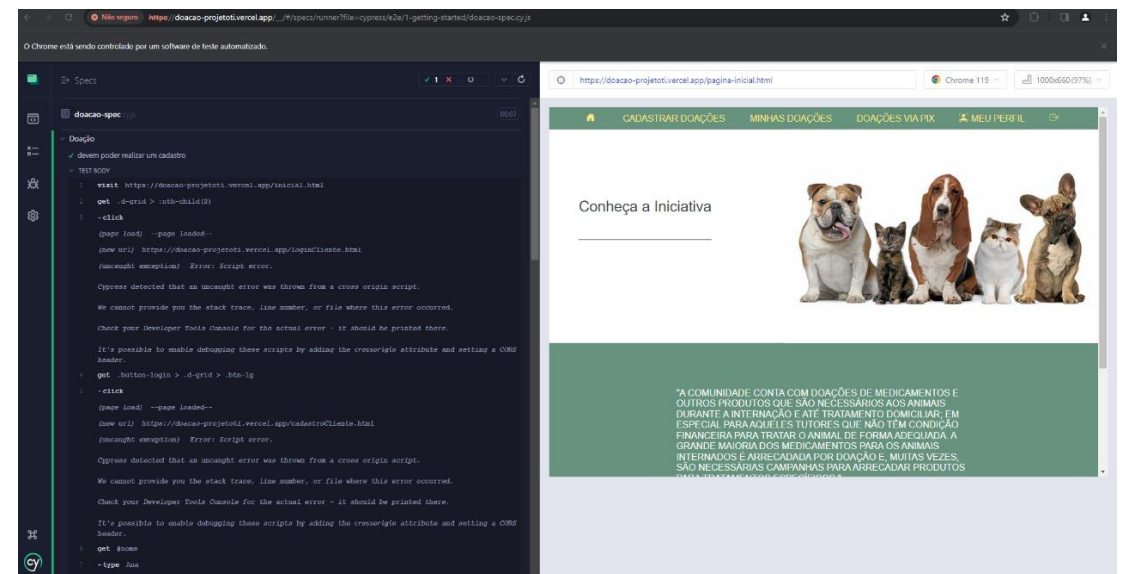 Não seguro https://doacao-projetoti.vercel.app/__/#/specs/runner?file=cypress/e2e/1-getting-started/doacao-spec.cy.js
O Chrome está sendo controlado por um software de teste automatizado.
Specs
1
doacao-spec.cy.js
00:07
Doação
devem poder realizar um cadastro
TEST BODY
1 visit https://doacao-projetoti.vercel.app/inicial.html
2 get .d-grid > :nth-child(2)
3 -click
(page load) --page loaded--
(new url) https://doacao-projetoti.vercel.app/loginCliente.html
(uncaught exception) Error: Script error.
Cypress detected that an uncaught error was thrown from a cross origin script.
We cannot provide you the stack trace, line number, or file where this error occurred.
Check your Developer Tools Console for the actual error - it should be printed there.
It's possible to enable debugging these scripts by adding the crossorigin attribute and setting a CORS
header.
4 get .button-login > .d-grid > .btn-lg
5 -click
(page load) --page loaded--
(new url) https://doacao-projetoti.vercel.app/cadastroCliente.html
(uncaught exception) Error: Script error.
Cypress detected that an uncaught error was thrown from a cross origin script.
We cannot provide you the stack trace, line number, or file where this error occurred.
Check your Developer Tools Console for the actual error - it should be printed there.
It's possible to enable debugging these scripts by adding the crossorigin attribute and setting a CORS
header.
6 get #nome
7 -type Ana
cy
https://doacao-projetoti.vercel.app/pagina-inicial.html
Chrome 119
1000x660 (97%)
CADASTRAR DOAÇÕES MINHAS DOAÇÕES DOAÇÕES VIA PIX MEU PERFIL
Conheça a Iniciativa
"A COMUNIDADE CONTA COM DOAÇÕES DE MEDICAMENTOS E
OUTROS PRODUTOS QUE SÃO NECESSÁRIOS AOS ANIMAIS
DURANTE A INTERNAÇÃO E ATÉ TRATAMENTO DOMICILIAR; EM
ESPECIAL PARA AQUELES TUTORES QUE NÃO TÊM CONDIÇÃO
FINANCEIRA PARA TRATAR O ANIMAL DE FORMA ADEQUADA. A
GRANDE MAIORIA DOS MEDICAMENTOS PARA OS ANIMAIS
INTERNADOS É ARRECADADA POR DOAÇÃO E, MUITAS VEZES,
SÃO NECESSÁRIAS CAMPANHAS PARA ARRECADAR PRODUTOS
PARA TRATAMENTOS ESPECÍFICOS."